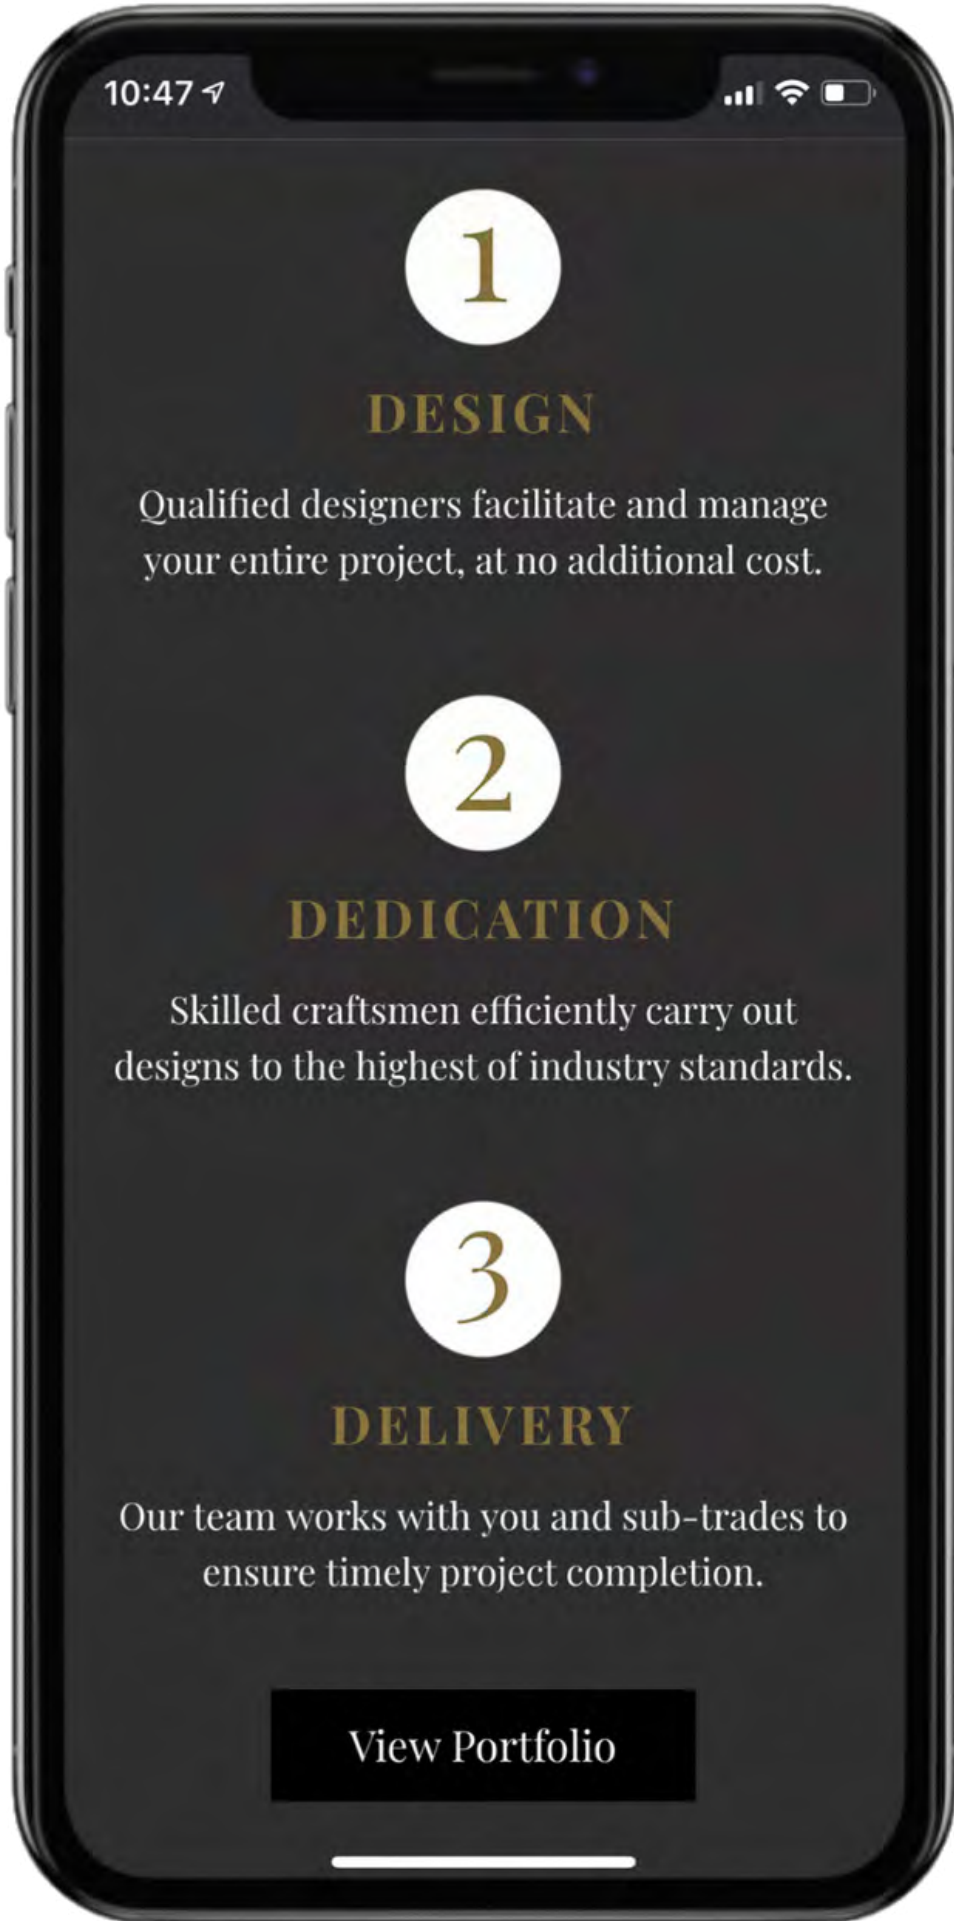 10:47
1
DESIGN
Qualified designers facilitate and manage
your entire project, at no additional cost.
2
DEDICATION
Skilled craftsmen efficiently carry out
designs to the highest of industry standards.
3
DELIVERY
Our team works with you and sub-trades to
ensure timely project completion.
View Portfolio